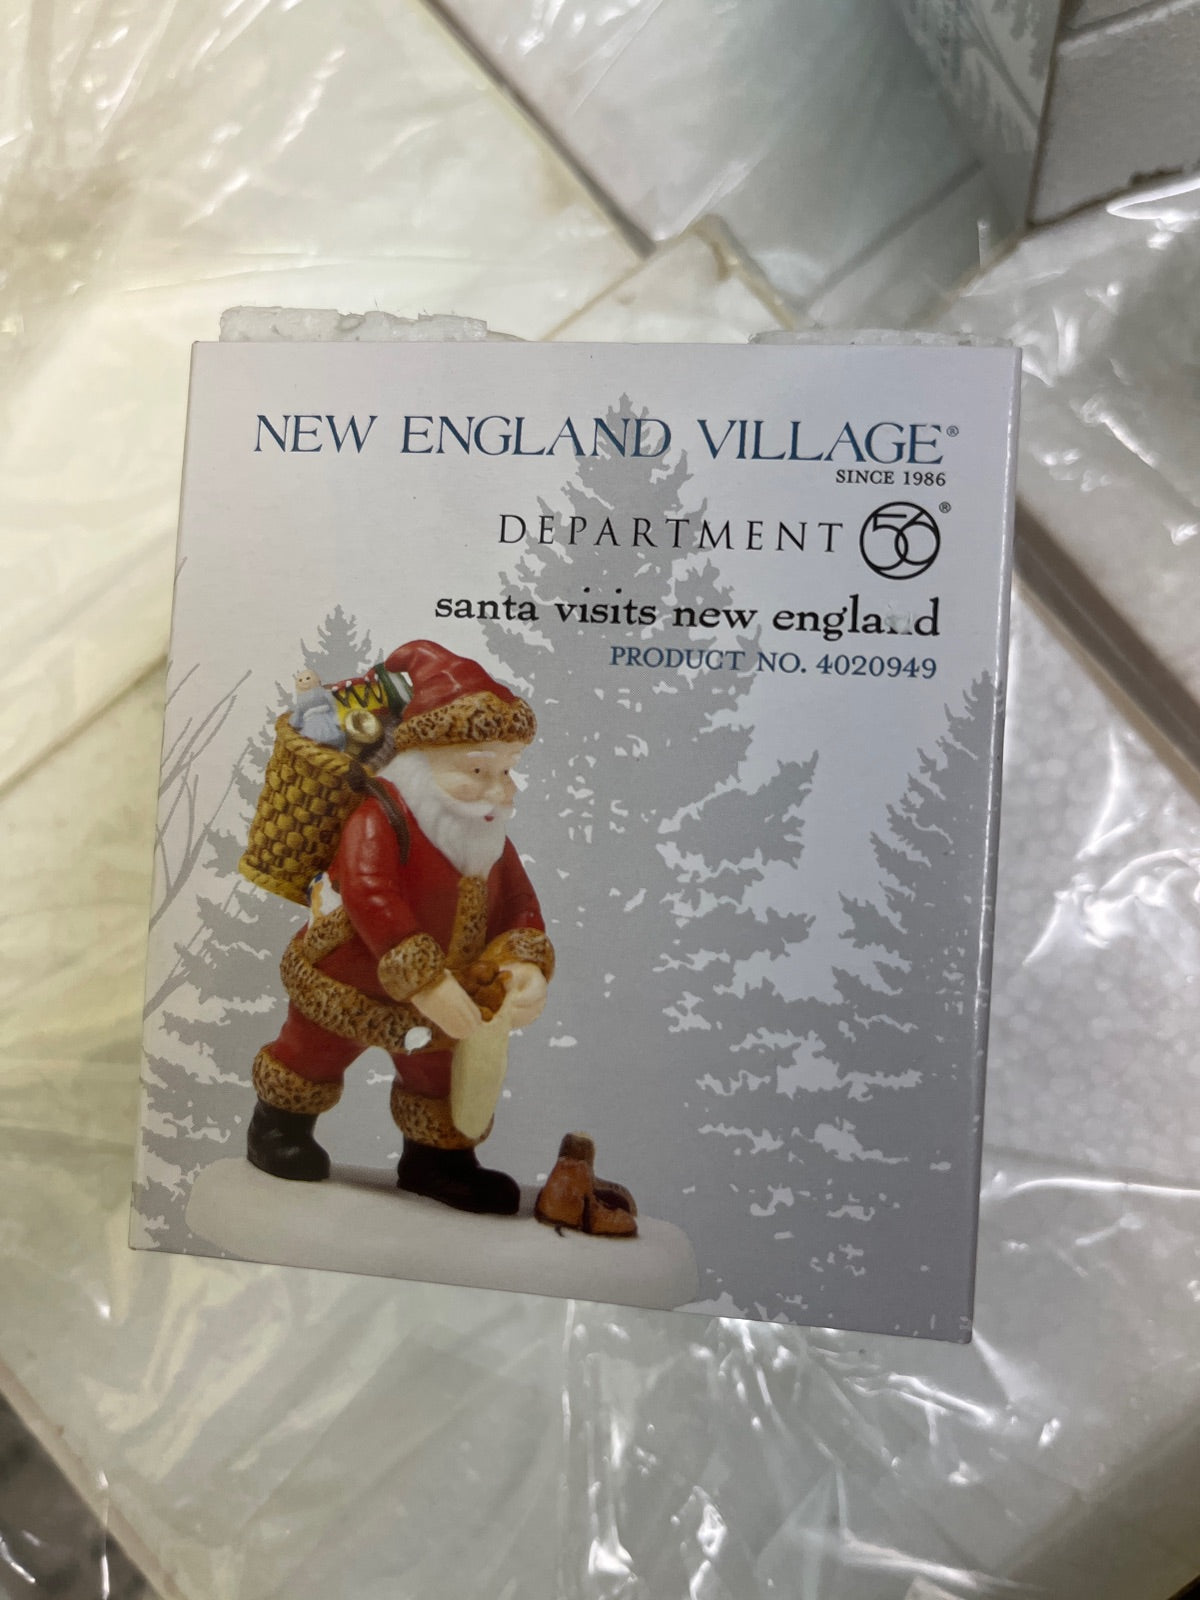 NEW ENGLAND VILLAGE®
SINCE 1986
DEPARTMENT 56®
santa visits new england
PRODUCT NO. 4020949